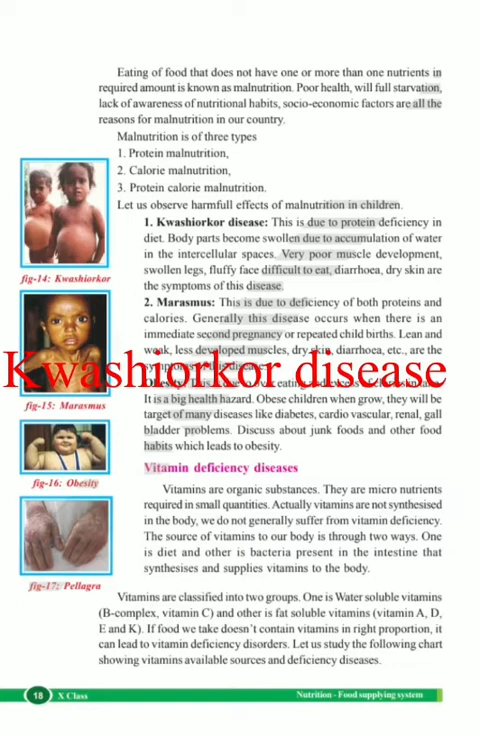 Eating of food that does not have one or more than one nutrients in
required amount is known as malnutrition. Poor health, will full starvation,
lack of awareness of nutritional habits, socio-economic factors are all the
reasons for malnutrition in our country.
Malnutrition is of three types
1. Protein malnutrition,
2. Calorie malnutrition,
3. Protein calorie malnutrition.
Let us observe harmfull effects of malnutrition in children.
1. Kwashiorkor disease: This is due to protein deficiency in
diet. Body parts become swollen due to accumulation of water
in the intercellular spaces. Very poor muscle development,
swollen legs, fluffy face difficult to eat, diarrhoea, dry skin are
the symptoms of this disease.
fig-14: Kwashiorkor
2. Marasmus: This is due to deficiency of both proteins and
calories. Generally this disease occurs when there is an
immediate second pregnancy or repeated child births. Lean and
weak, less developed muscles, dry skin, diarrhoea, etc., are the
Kwashiorkor disease
It is a big health hazard. Obese children when grow, they will be
target of many diseases like diabetes, cardio vascular, renal, gall
bladder problems. Discuss about junk foods and other food
habits which leads to obesity.
fig-15: Marasmus
fig-16: Obesity
Vitamin deficiency diseases
Vitamins are organic substances. They are micro nutrients
required in small quantities. Actually vitamins are not synthesised
in the body, we do not generally suffer from vitamin deficiency.
The source of vitamins to our body is through two ways. One
is diet and other is bacteria present in the intestine that
synthesises and supplies vitamins to the body.
fig-17: Pellagra
Vitamins are classified into two groups. One is Water soluble vitamins
(B-complex, vitamin C) and other is fat soluble vitamins (vitamin A, D,
E and K). If food we take doesn't contain vitamins in right proportion, it
can lead to vitamin deficiency disorders. Let us study the following chart
showing vitamins available sources and deficiency diseases.
18 X Class
Nutrition - Food supplying system